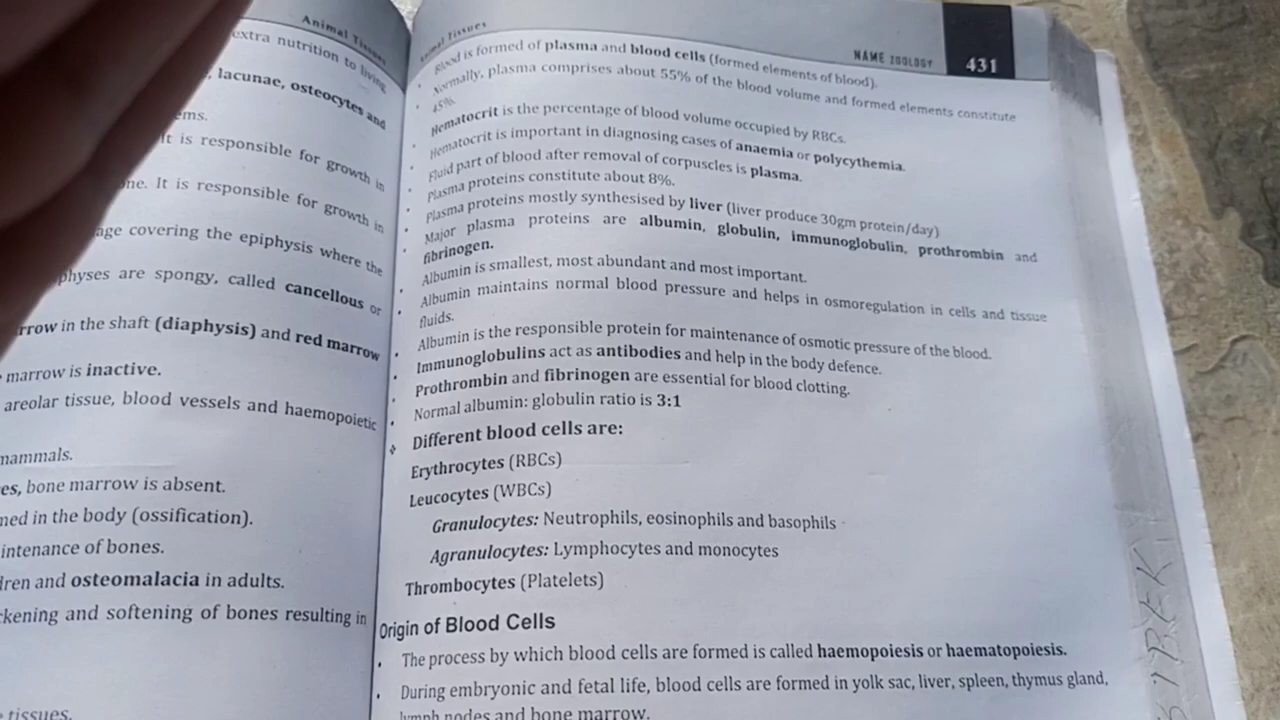 Animal Tissues
extra nutrition to living
, lacunae, osteocytes and
ems.
It is responsible for growth in
ne. It is responsible for growth in
age covering the epiphysis where the
physes are spongy, called cancellous or
rrow in the shaft (diaphysis) and red marrow
marrow is inactive.
areolar tissue, blood vessels and haemopoietic
mammals.
es, bone marrow is absent.
ned in the body (ossification).
intenance of bones.
dren and osteomalacia in adults.
ckening and softening of bones resulting in
tissues.
Animal Tissues
NAME ZOOLOGY 431
• Blood is formed of plasma and blood cells (formed elements of blood).
• Normally, plasma comprises about 55% of the blood volume and formed elements constitute
45%.
• Hematocrit is the percentage of blood volume occupied by RBCs.
• Hematocrit is important in diagnosing cases of anaemia or polycythemia.
• Fluid part of blood after removal of corpuscles is plasma.
• Plasma proteins constitute about 8%.
• Plasma proteins mostly synthesised by liver (liver produce 30gm protein/day)
• Major plasma proteins are albumin, globulin, immunoglobulin, prothrombin and
fibrinogen.
• Albumin is smallest, most abundant and most important.
• Albumin maintains normal blood pressure and helps in osmoregulation in cells and tissue
fluids.
• Albumin is the responsible protein for maintenance of osmotic pressure of the blood.
• Immunoglobulins act as antibodies and help in the body defence.
• Prothrombin and fibrinogen are essential for blood clotting.
• Normal albumin: globulin ratio is 3:1
❖ Different blood cells are:
Erythrocytes (RBCs)
Leucocytes (WBCs)
Granulocytes: Neutrophils, eosinophils and basophils
Agranulocytes: Lymphocytes and monocytes
Thrombocytes (Platelets)
Origin of Blood Cells
• The process by which blood cells are formed is called haemopoiesis or haematopoiesis.
• During embryonic and fetal life, blood cells are formed in yolk sac, liver, spleen, thymus gland,
lymph nodes and bone marrow.